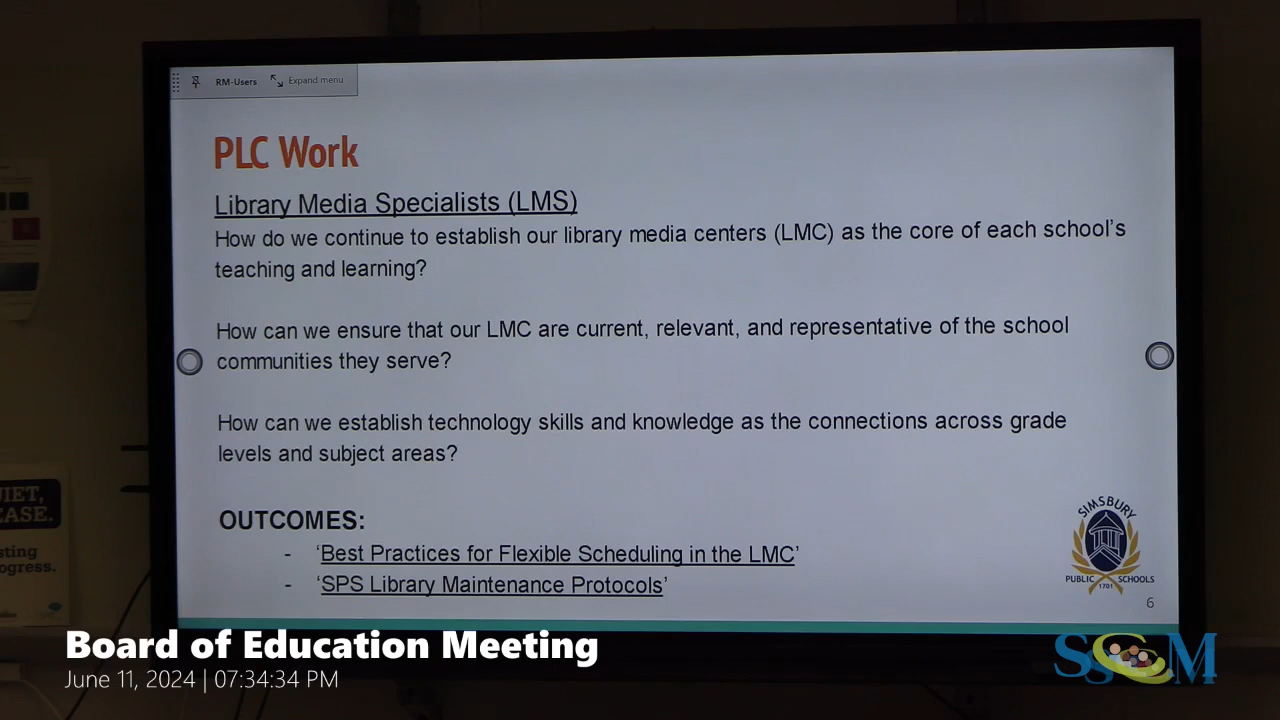 RM-Users Expand menu
PLC Work
Library Media Specialists (LMS)
How do we continue to establish our library media centers (LMC) as the core of each school's
teaching and learning?
How can we ensure that our LMC are current, relevant, and representative of the school
communities they serve?
How can we establish technology skills and knowledge as the connections across grade
levels and subject areas?
OUTCOMES:
- 'Best Practices for Flexible Scheduling in the LMC'
- 'SPS Library Maintenance Protocols'
SIMSBURY
PUBLIC SCHOOLS
1701
6
Board of Education Meeting
June 11, 2024 | 07:34:34 PM